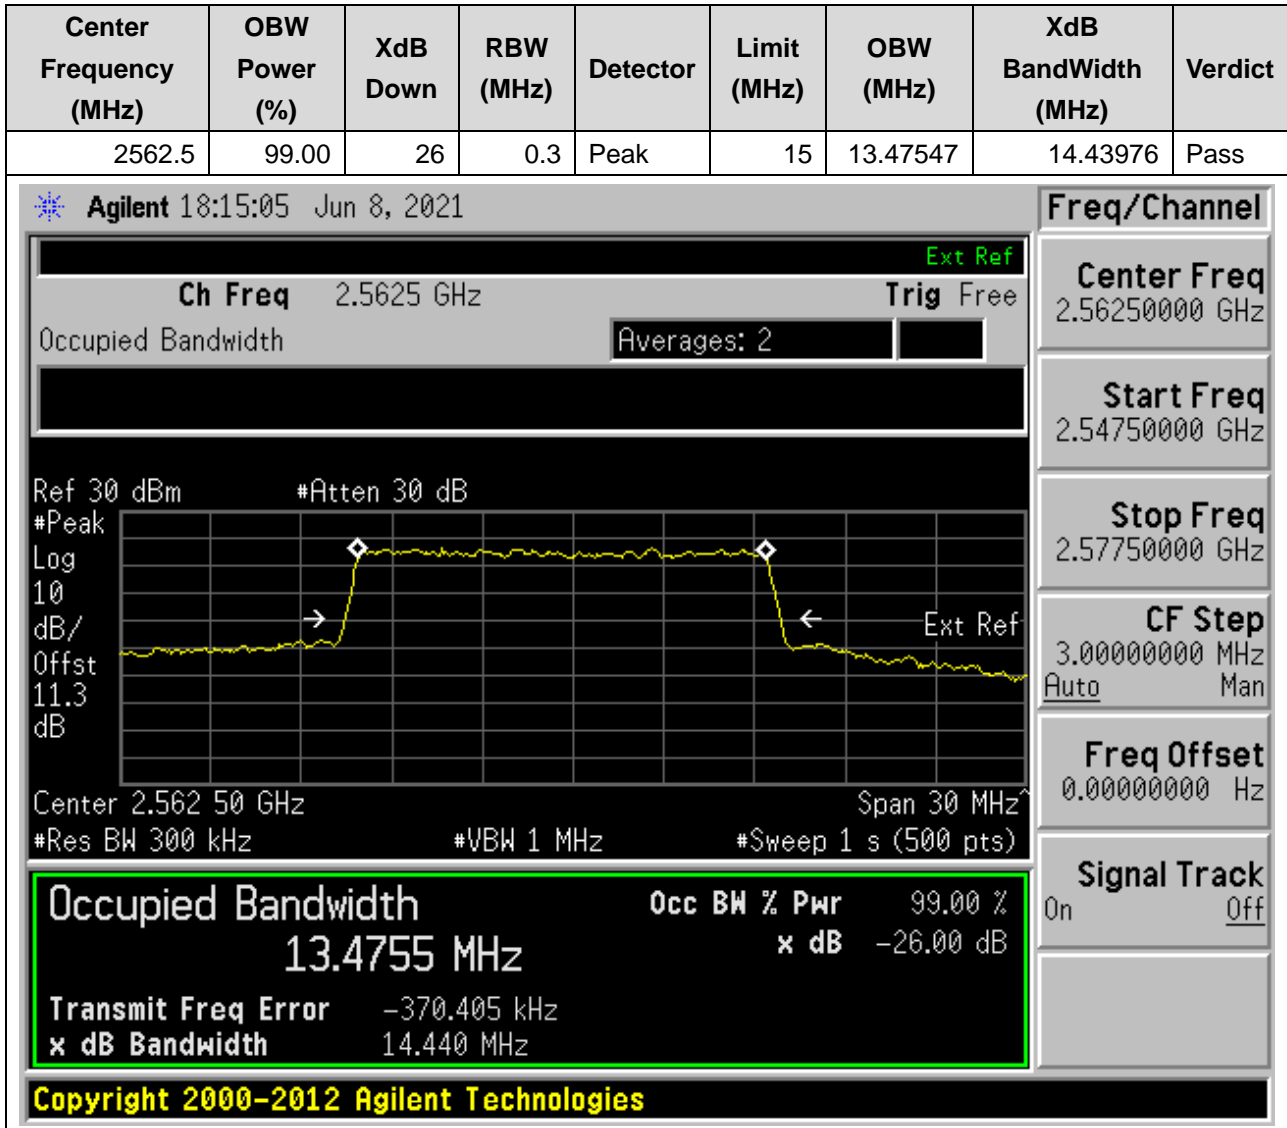 Center Frequency (MHz) OBW Power (%) XdB Down RBW (MHz) Detector Limit (MHz) OBW (MHz) XdB BandWidth (MHz) Verdict
2562.5 99.00 26 0.3 Peak 15 13.47547 14.43976 Pass
Agilent 18:15:05 Jun 8, 2021
Freq/Channel
Ext Ref
Ch Freq 2.5625 GHz Trig Free
Occupied Bandwidth Averages: 2
Center Freq
2.56250000 GHz
Start Freq
2.54750000 GHz
Stop Freq
2.57750000 GHz
CF Step
3.00000000 MHz
Auto Man
Freq Offset
0.00000000 Hz
Signal Track
On Off
Ref 30 dBm #Atten 30 dB
#Peak
Log
10
dB/
Offst
11.3
dB
Ext Ref
Center 2.562 50 GHz Span 30 MHz^
#Res BW 300 kHz #VBW 1 MHz #Sweep 1 s (500 pts)
Occupied Bandwidth Occ BW % Pwr 99.00 %
13.4755 MHz x dB -26.00 dB
Transmit Freq Error -370.405 kHz
x dB Bandwidth 14.440 MHz
Copyright 2000-2012 Agilent Technologies